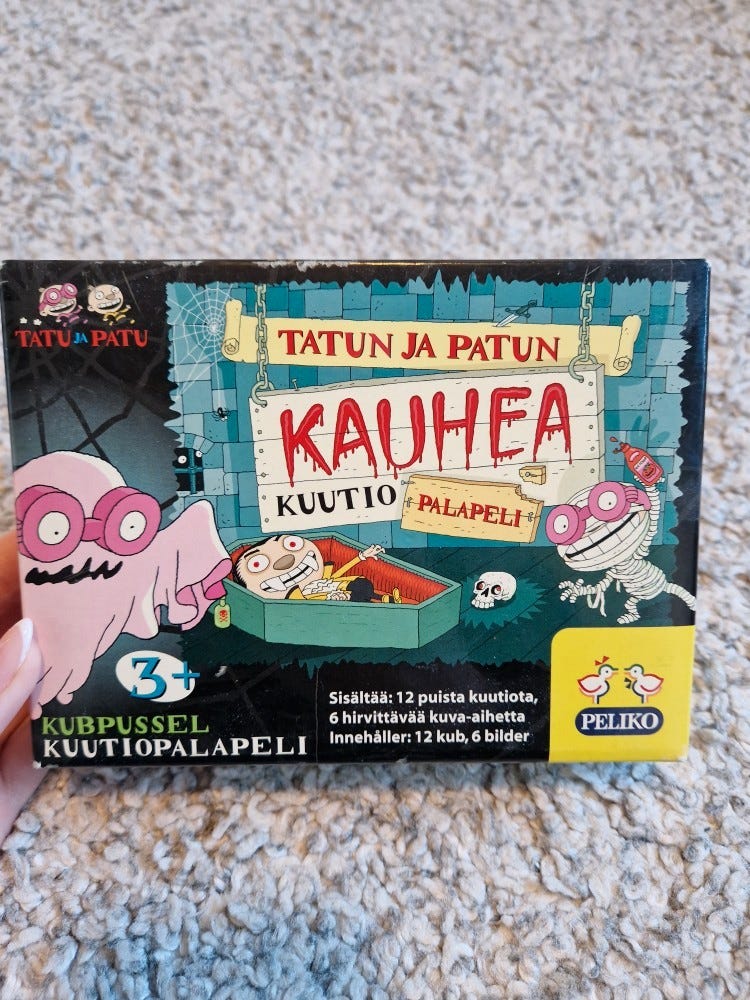 TATU JA PATU
TATUN JA PATUN
KAUHEA
KUUTIO
PALAPELI
3+
KUBPUSSEL
KUUTIOPALAPELI
Sisältää: 12 puista kuutiota,
6 hirvittävää kuva-aihetta
Innehåller: 12 kub, 6 bilder
PELIKO